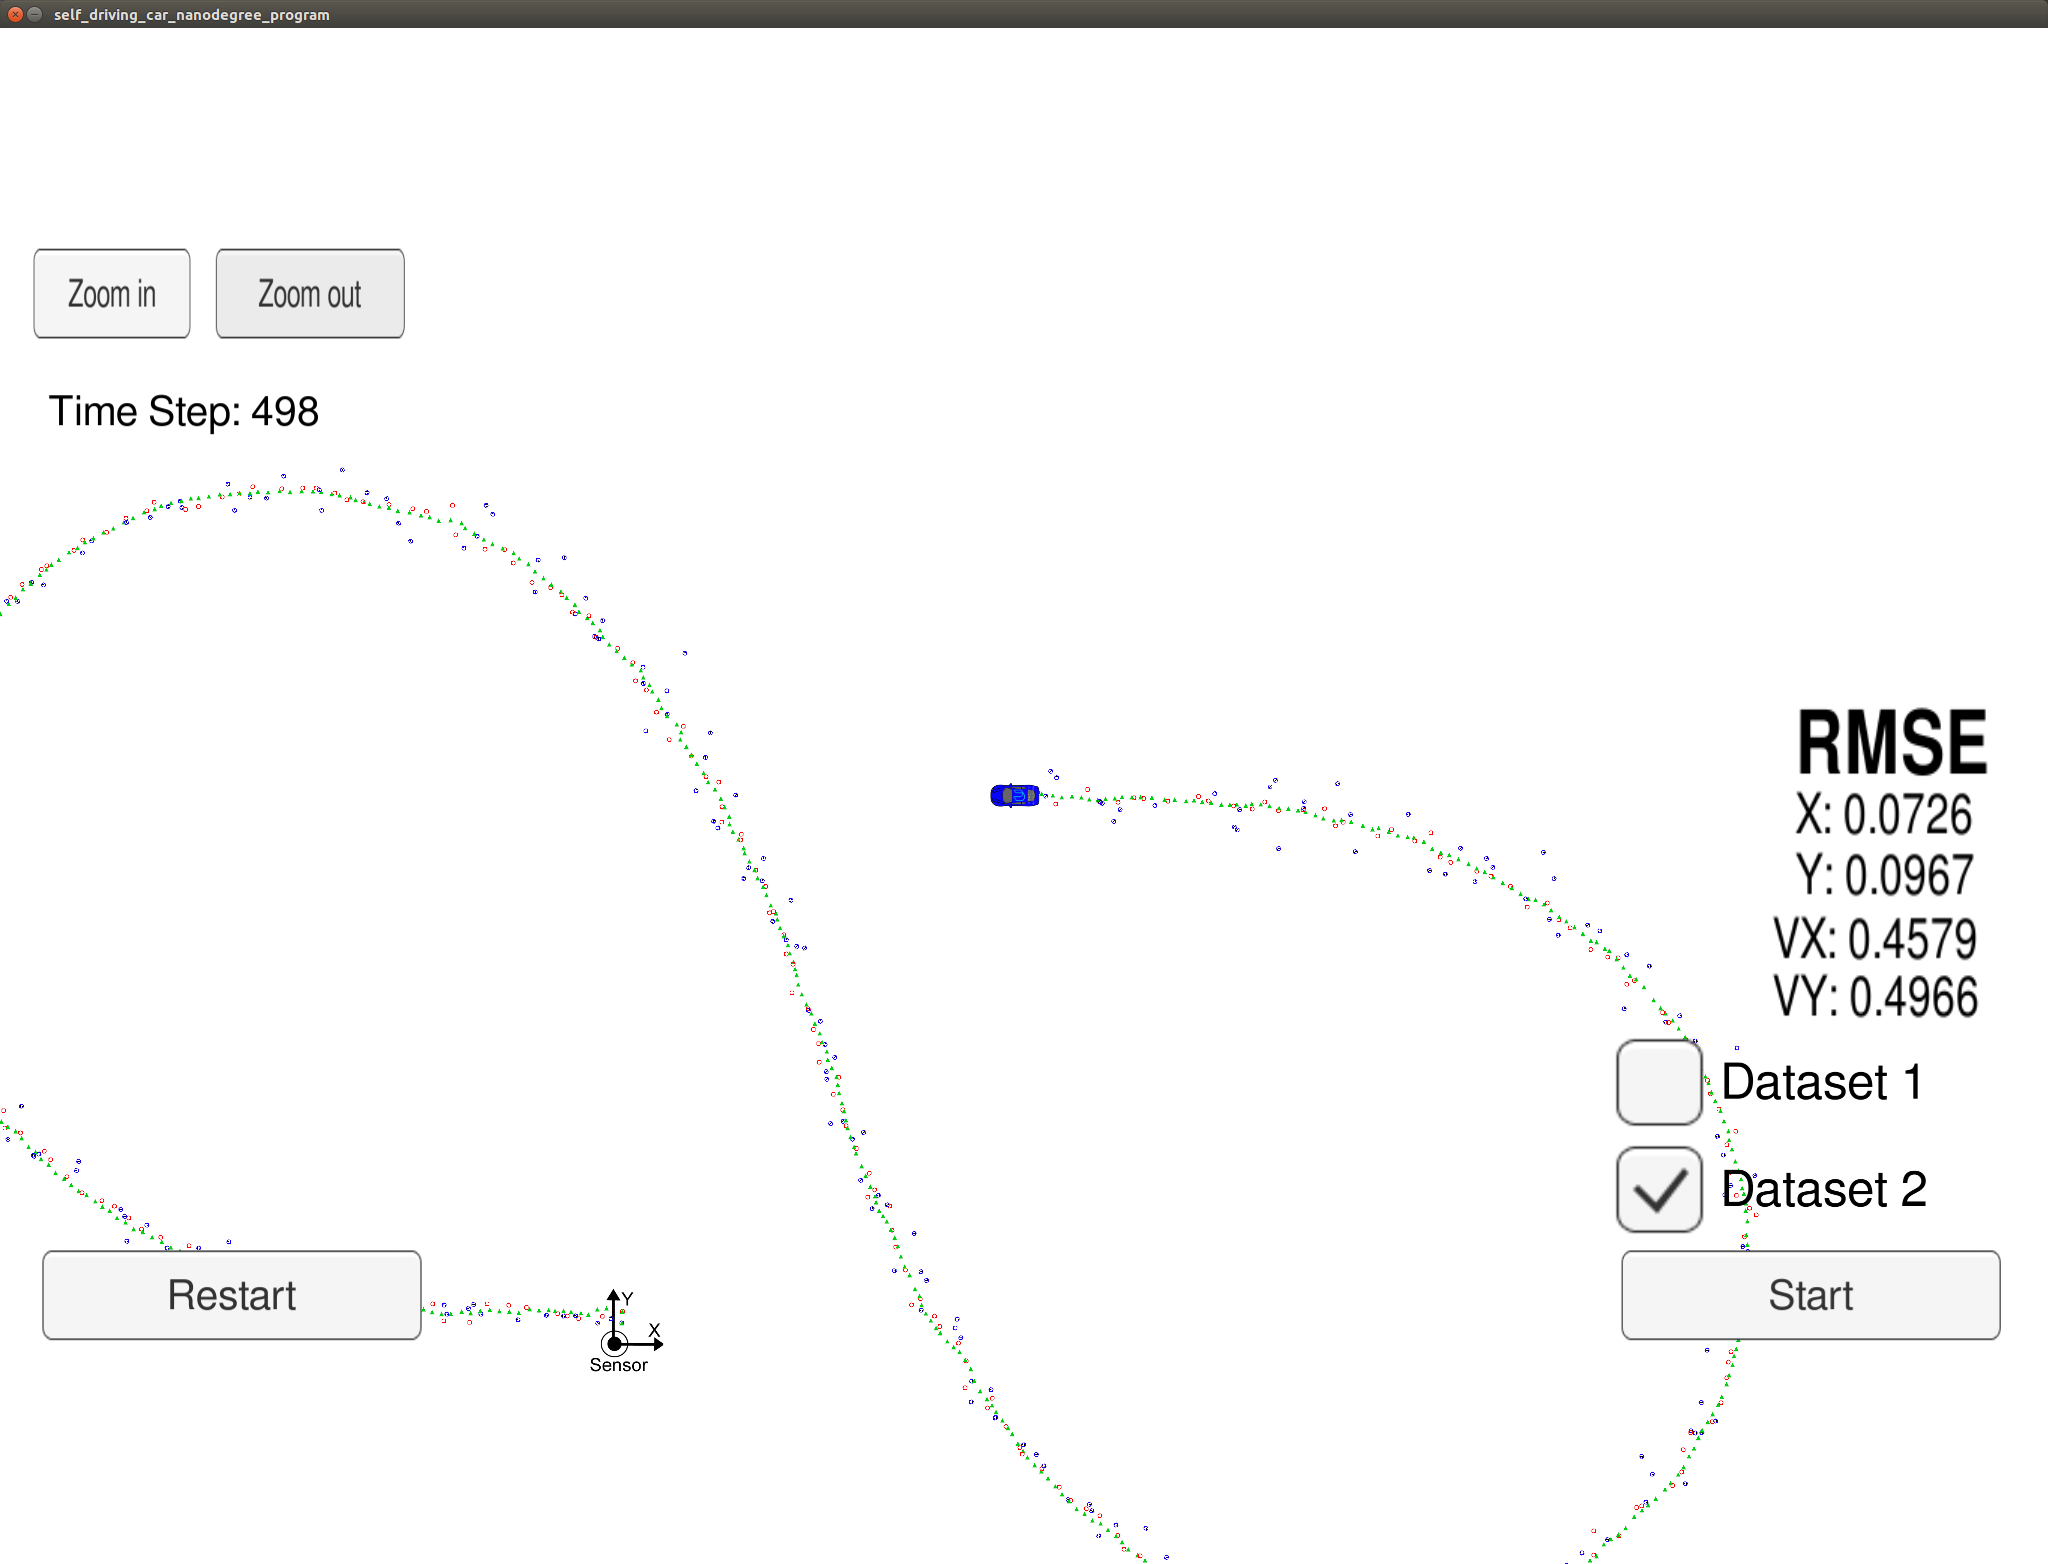 self_driving_car_nanodegree_program
Zoom in
Zoom out
Time Step: 498
RMSE
X: 0.0726
Y: 0.0967
VX: 0.4579
VY: 0.4966
Dataset 1
Dataset 2
Restart
Start
Y
X
Sensor